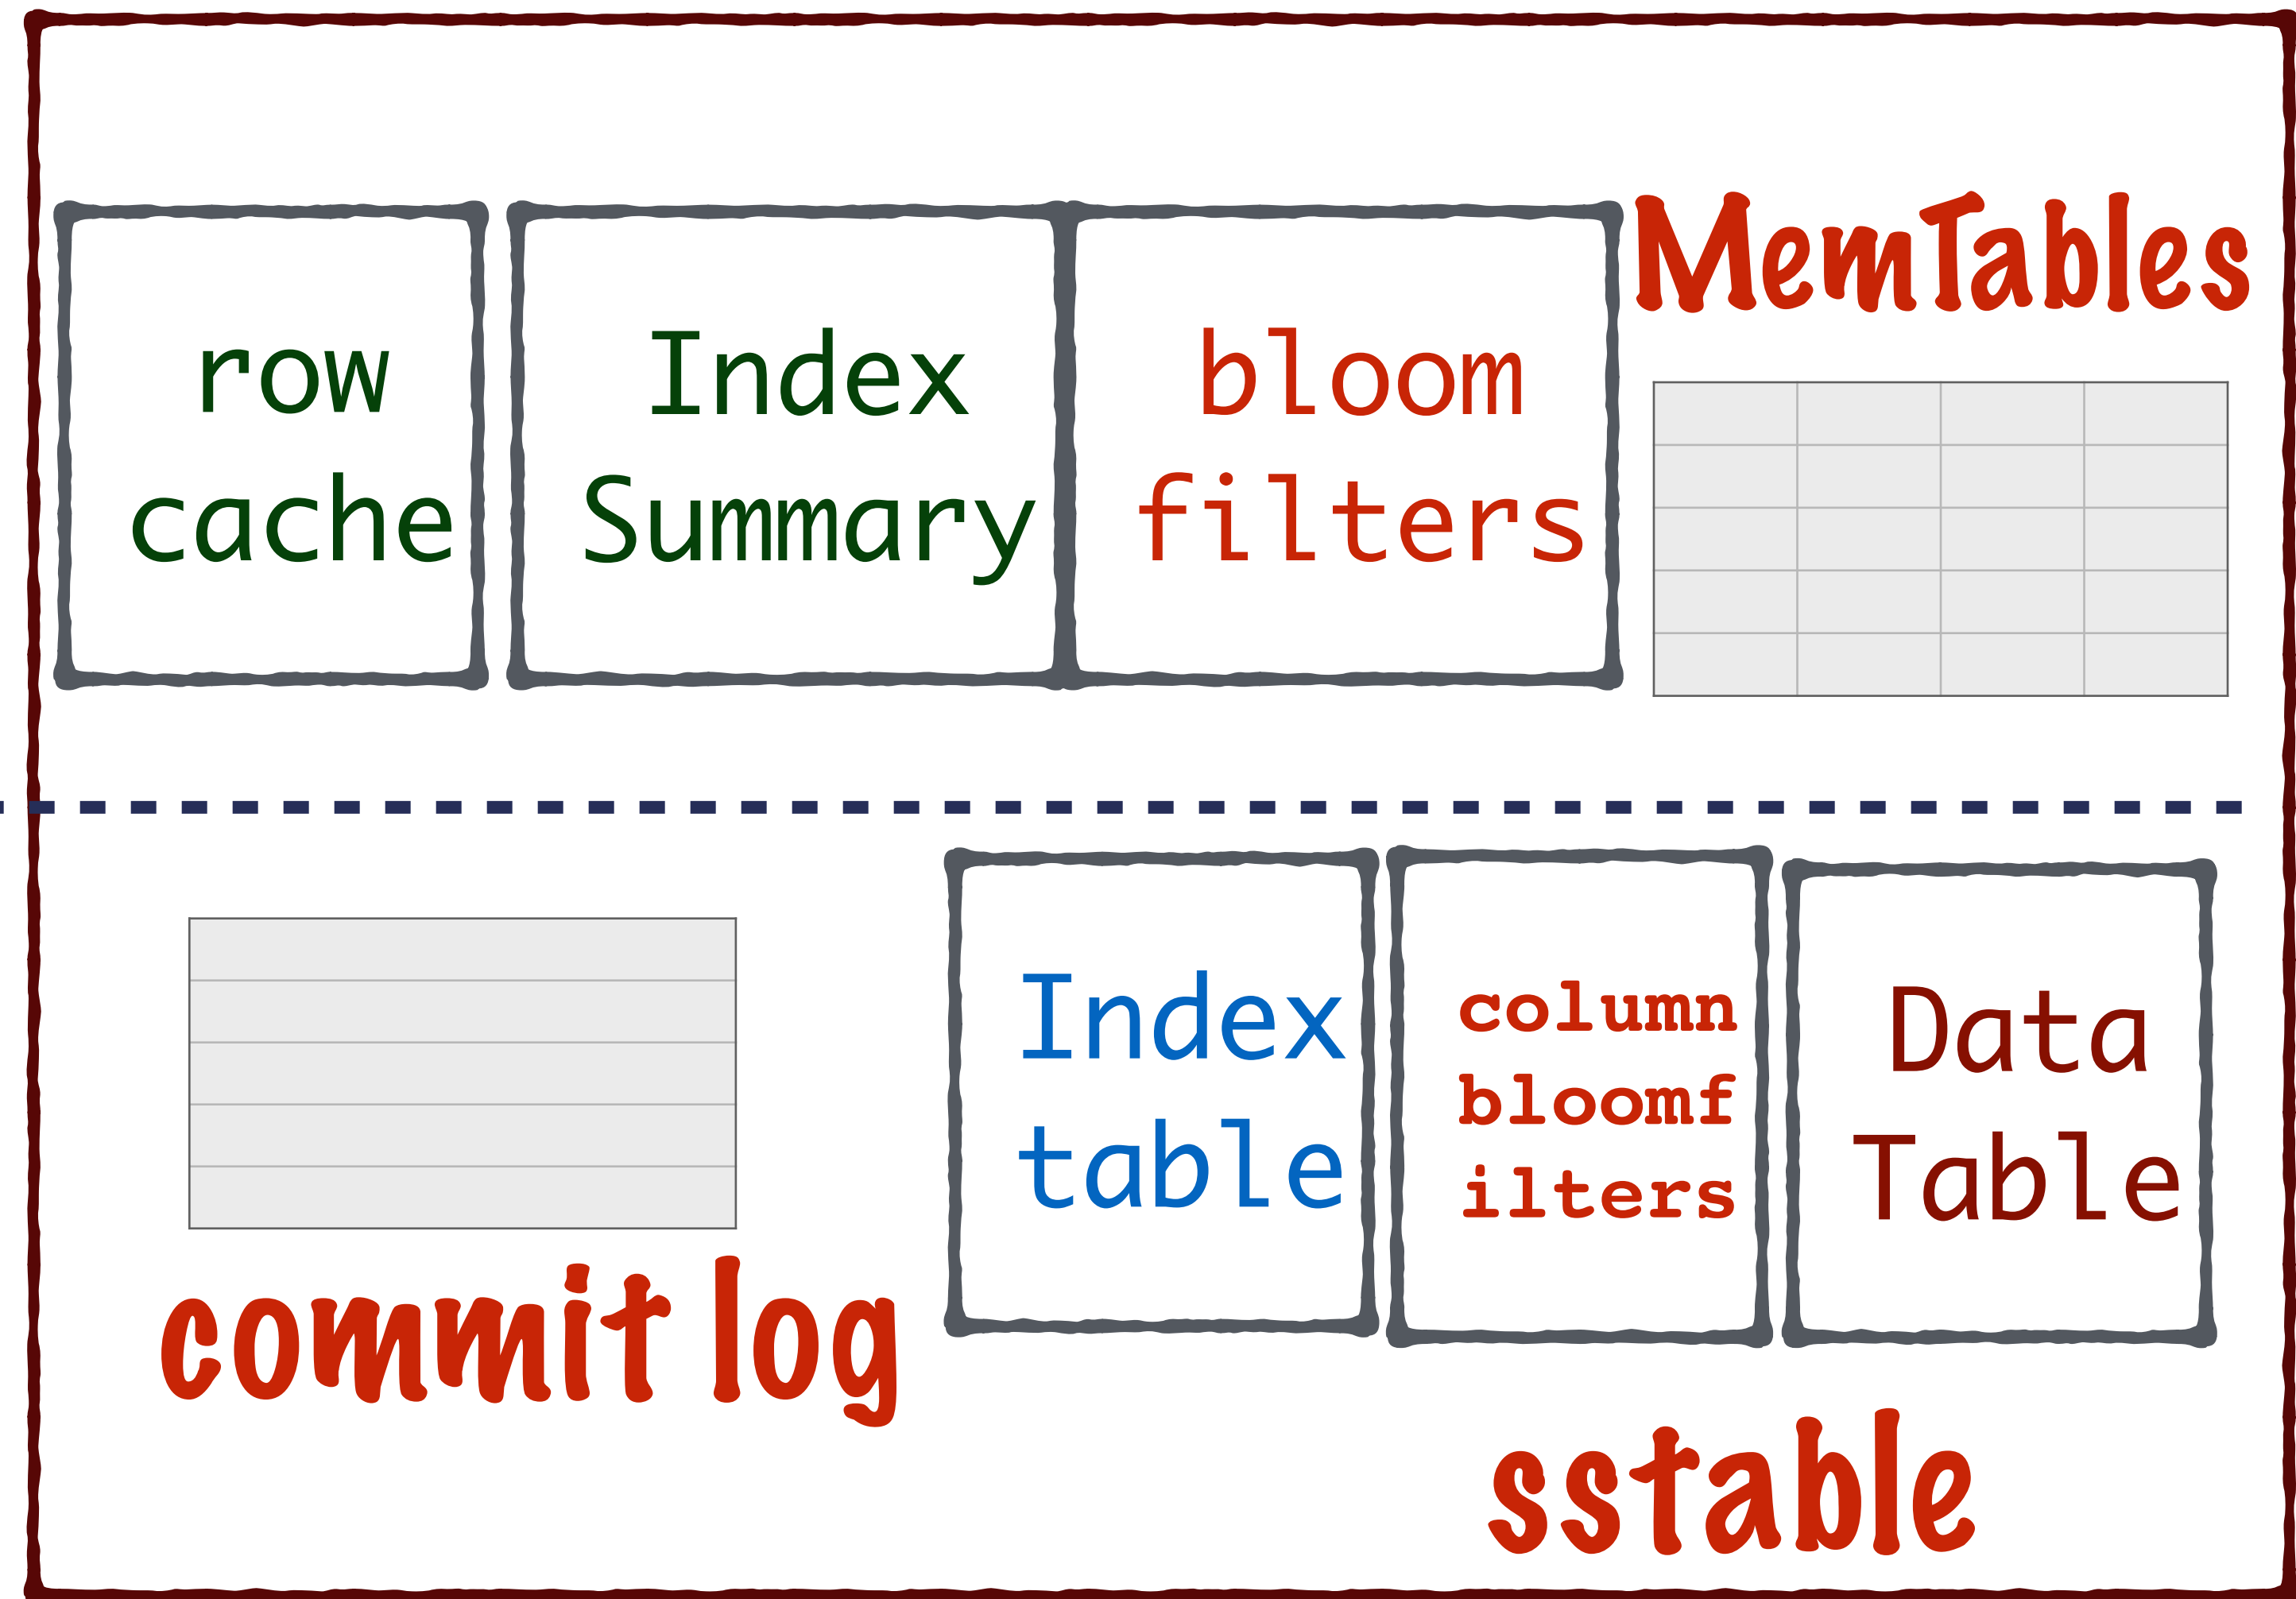 MemTables
row
cache
Index
Summary
bloom
filters
Index
table
column
bloomf
ilters
Data
Table
commit log
sstable